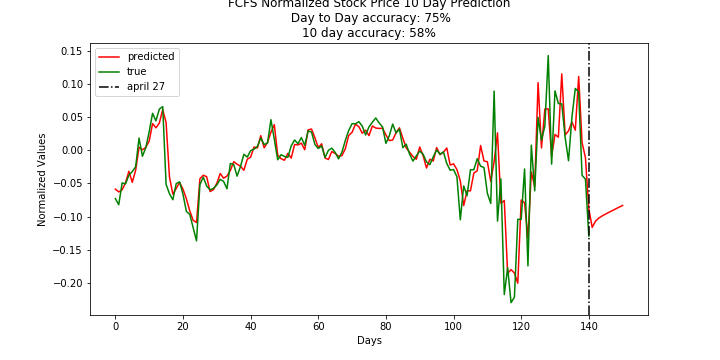 FCFS Normalized Stock Price 10 Day Prediction
Day to Day accuracy: 75%
10 day accuracy: 58%
predicted
true
april 27
Normalized Values
0.15
0.10
0.05
0.00
−0.05
−0.10
−0.15
−0.20
0 20 40 60 80 100 120 140
Days